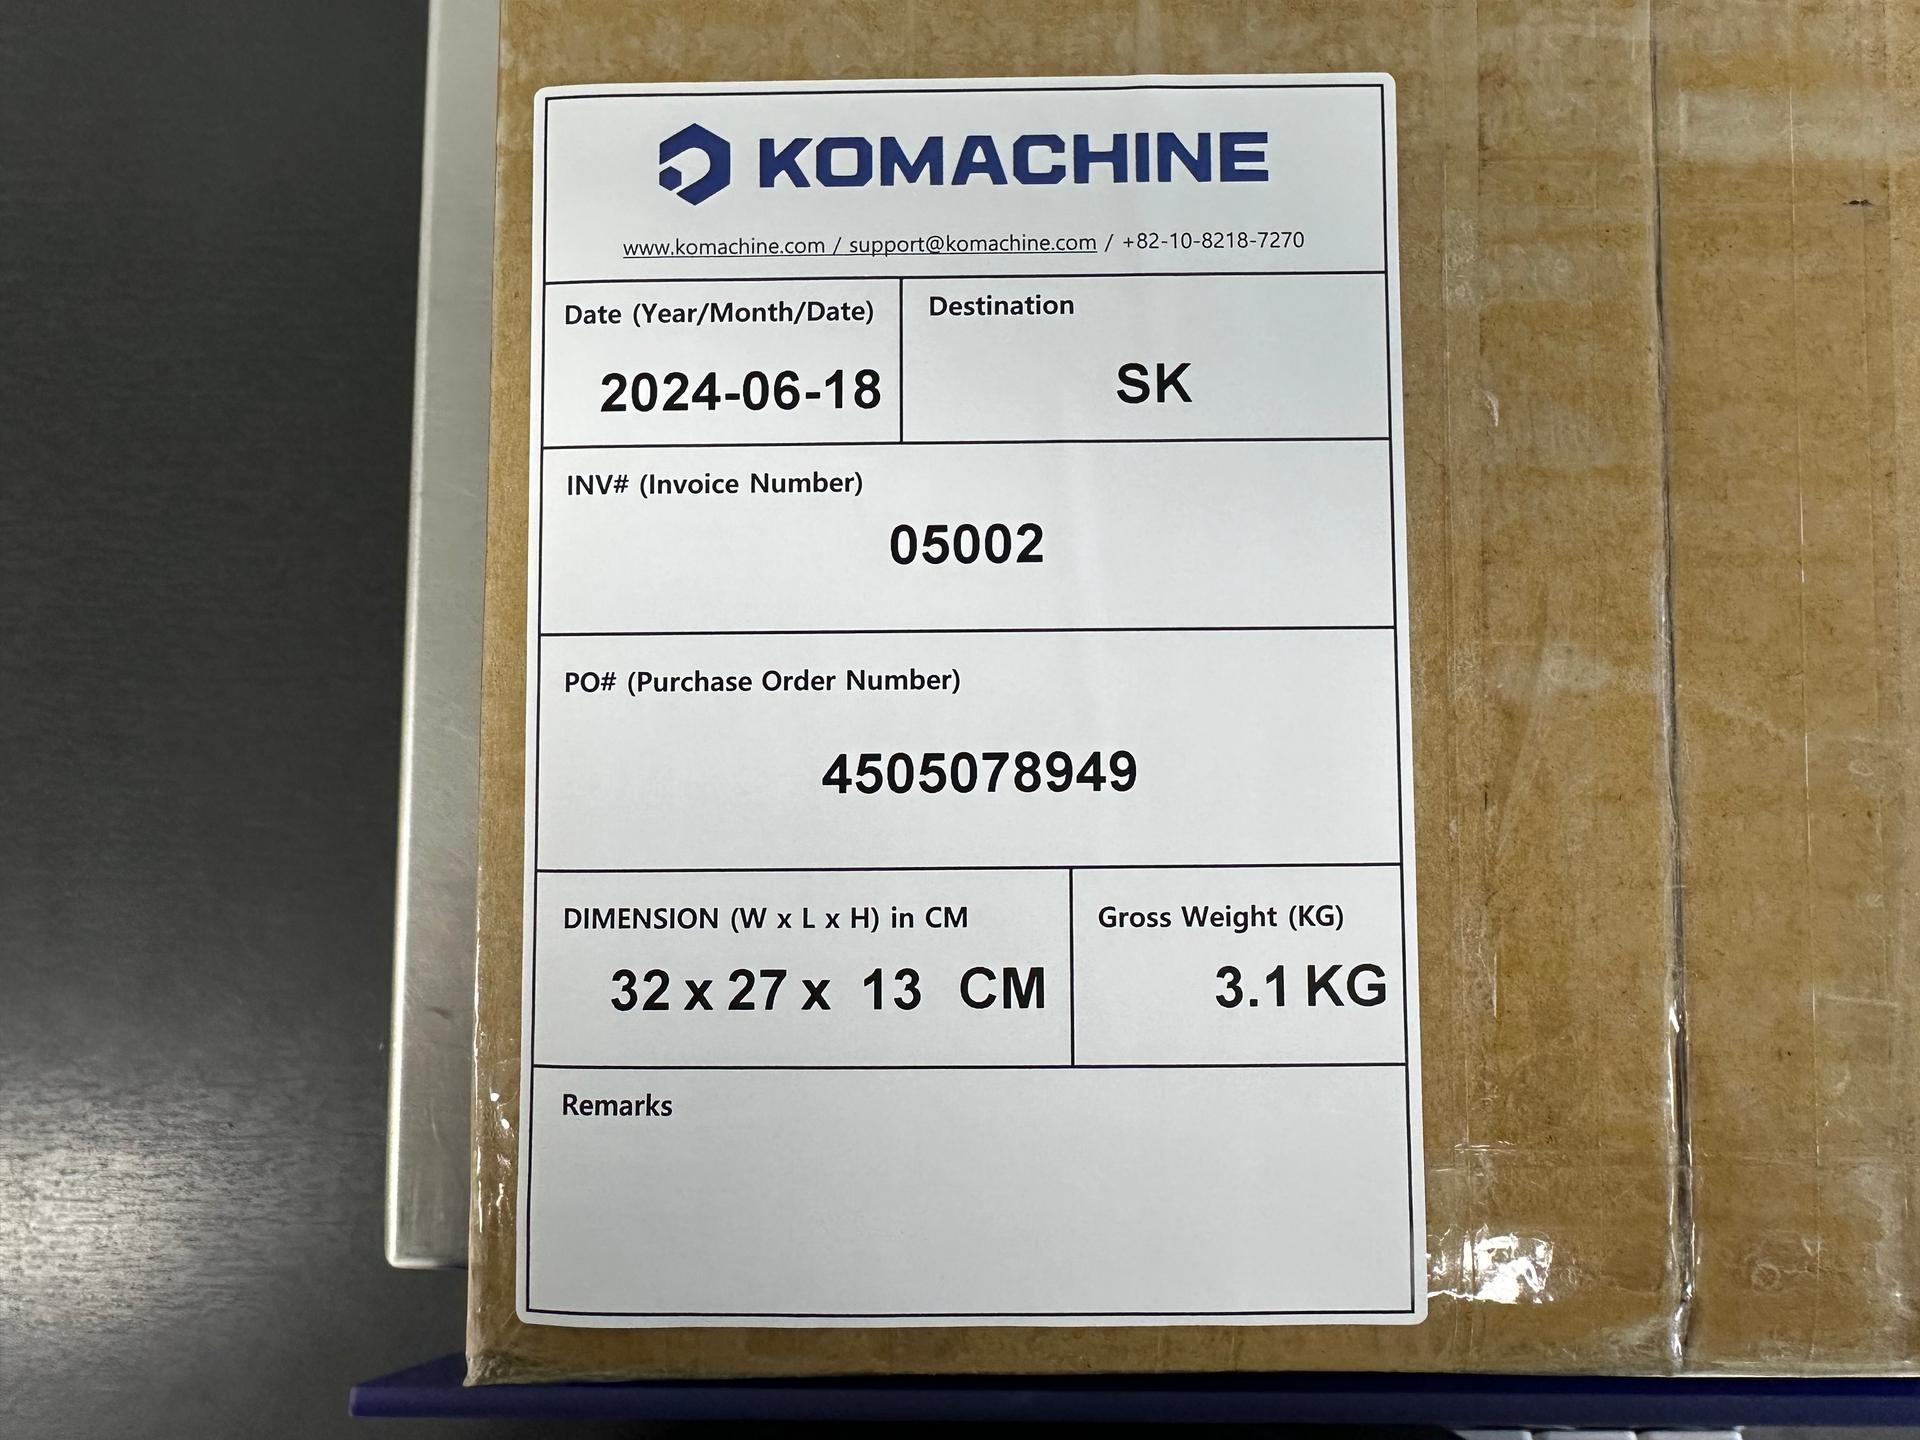 KOMACHINE
www.komachine.com / support@komachine.com / +82-10-8218-7270
Date (Year/Month/Date)
2024-06-18
Destination
SK
INV# (Invoice Number)
05002
PO# (Purchase Order Number)
4505078949
DIMENSION (W x L x H) in CM
32 x 27 x 13 CM
Gross Weight (KG)
3.1 KG
Remarks